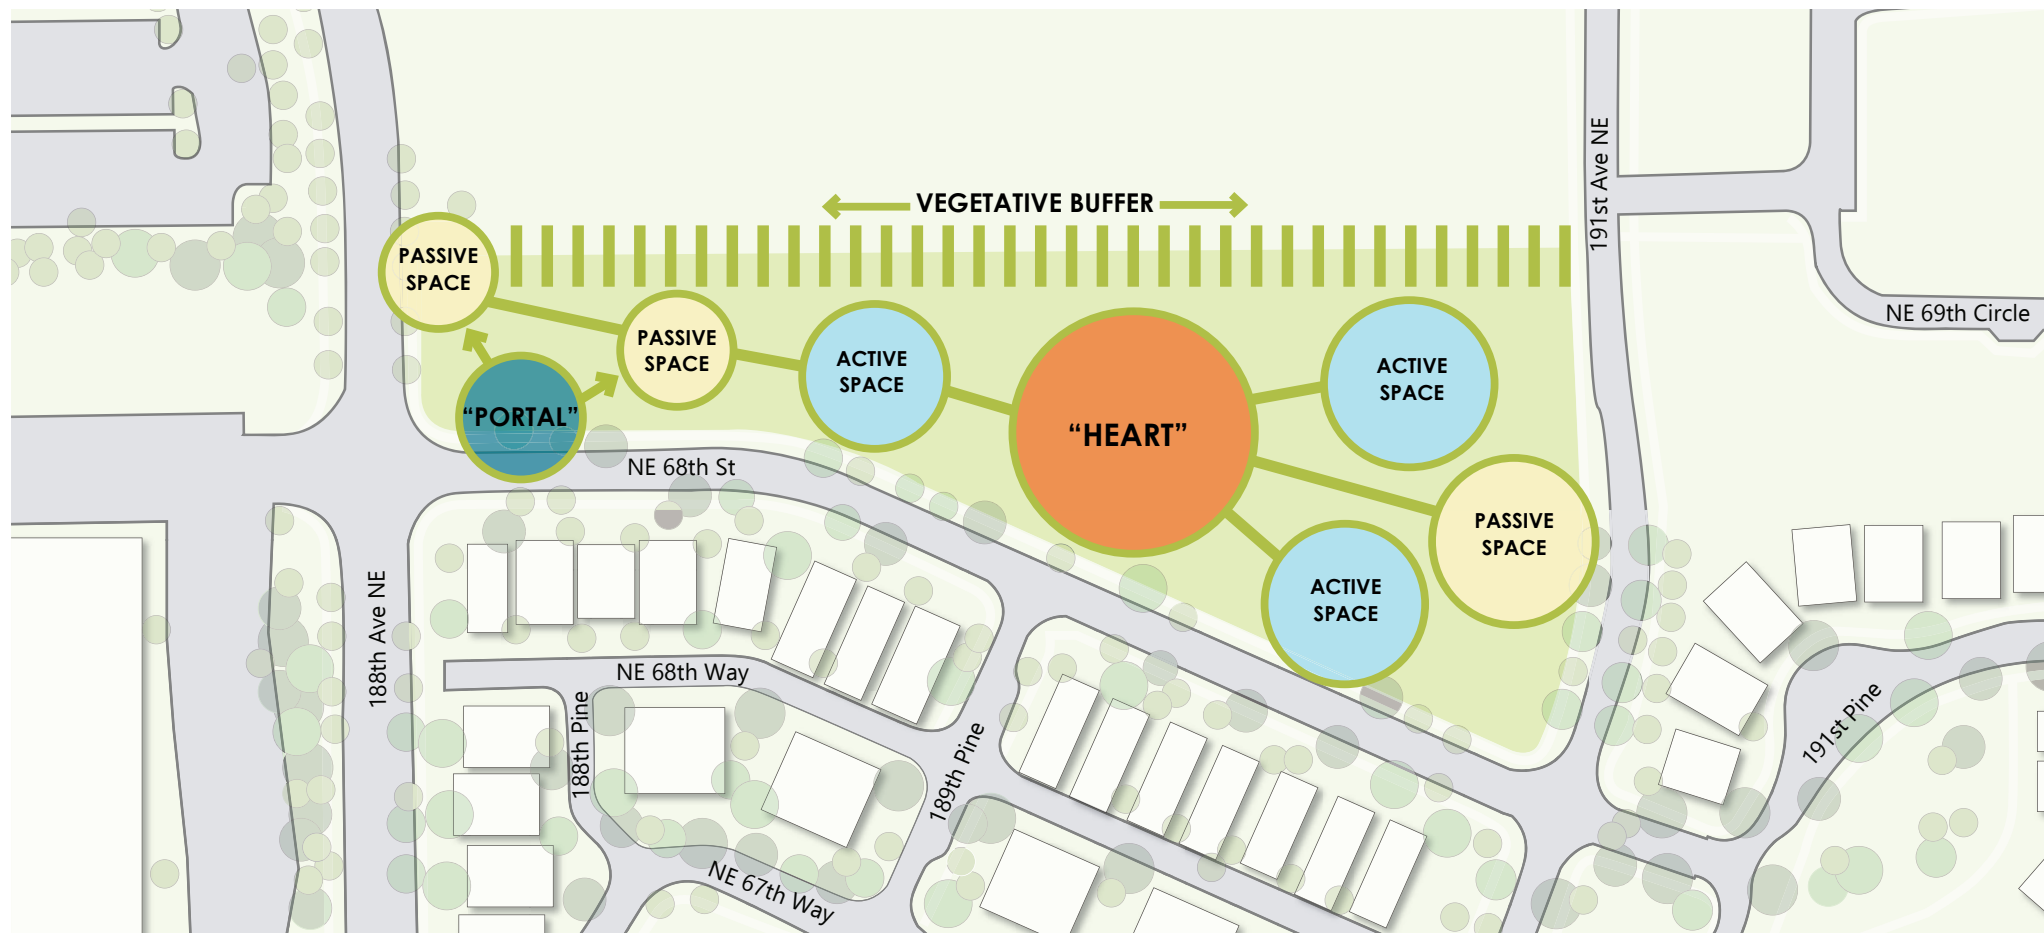 VEGETATIVE BUFFER
191st Ave NE
PASSIVE
SPACE
NE 69th Circle
PASSIVE
SPACE
ACTIVE
SPACE
ACTIVE
SPACE
“PORTAL”
“HEART”
NE 68th St
PASSIVE
SPACE
ACTIVE
SPACE
188th Ave NE
NE 68th Way
188th Pine
189th Pine
191st Pine
NE 67th Way